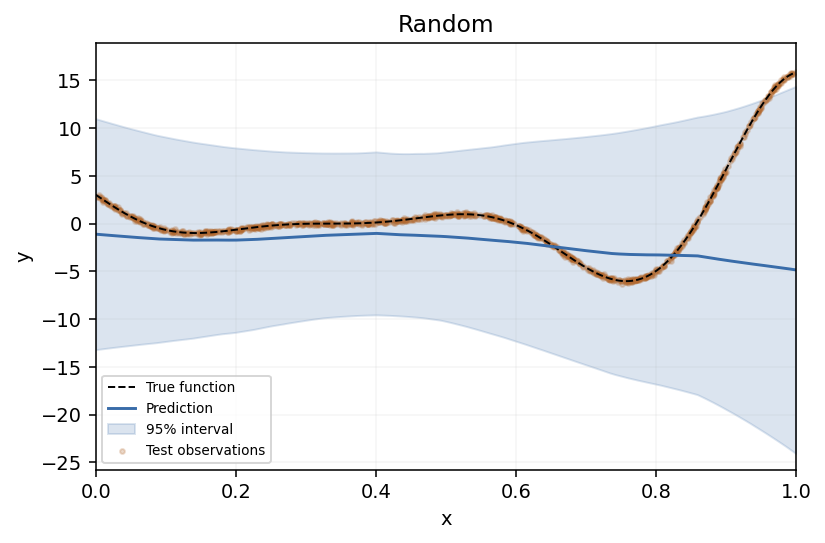 Random
15
10
5
0
−5
−10
−15
−20
−25
y
True function
Prediction
95% interval
Test observations
0.0 0.2 0.4 0.6 0.8 1.0
x